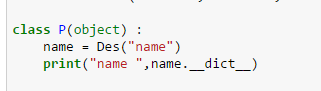 class P(object) :
    name = Des("name")
    print("name ",name.__dict__)